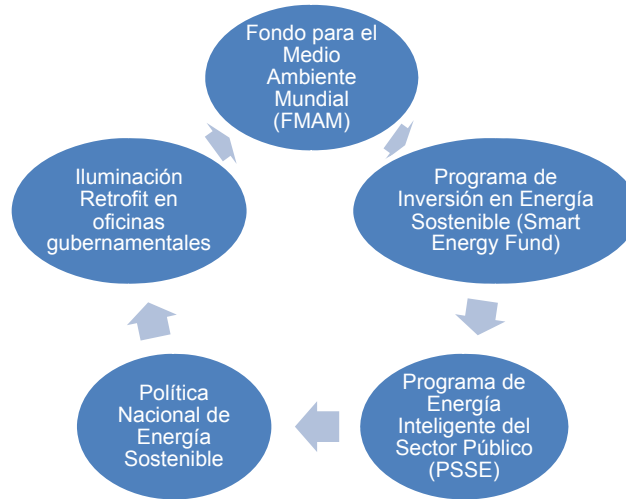 Fondo para el
Medio
Ambiente
Mundial
(FMAM)
Programa de
Inversión en Energía
Sostenible (Smart
Energy Fund)
Programa de
Energía
Inteligente del
Sector Público
(PSSE)
Política
Nacional de
Energía
Sostenible
Iluminación
Retrofit en
oficinas
gubernamentales